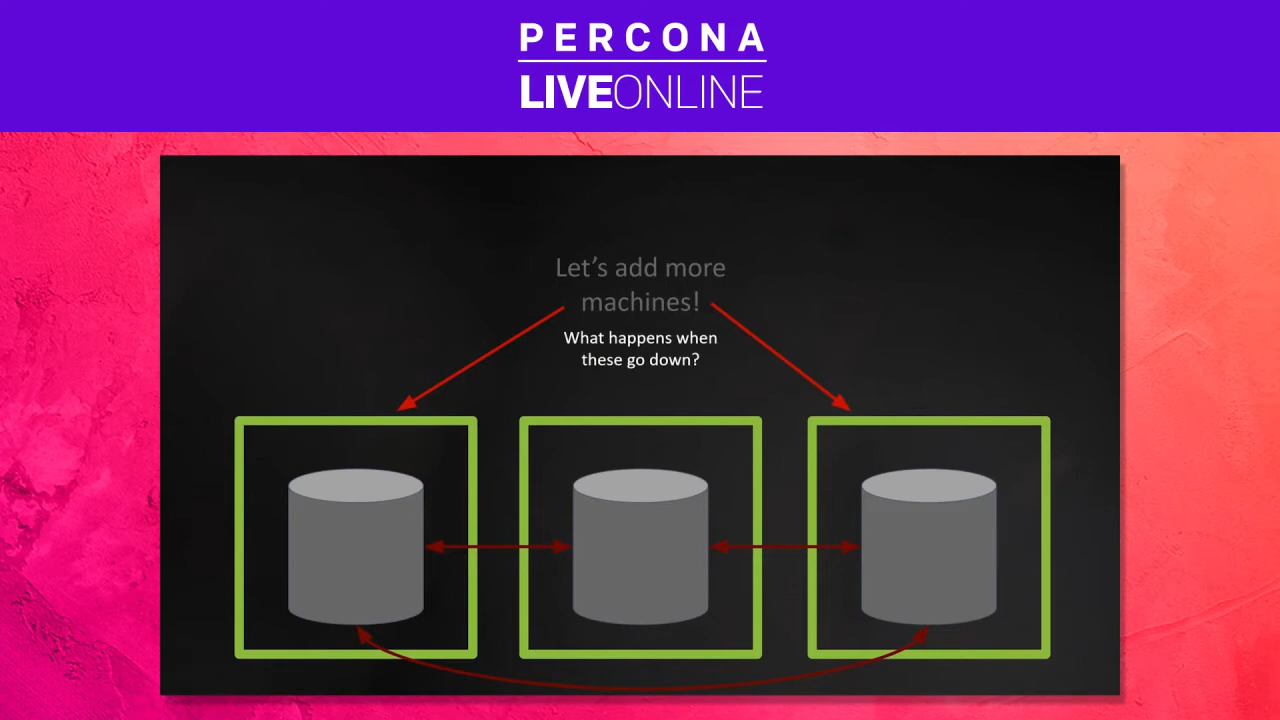 PERCONA
LIVEONLINE
Let's add more
machines!
What happens when
these go down?